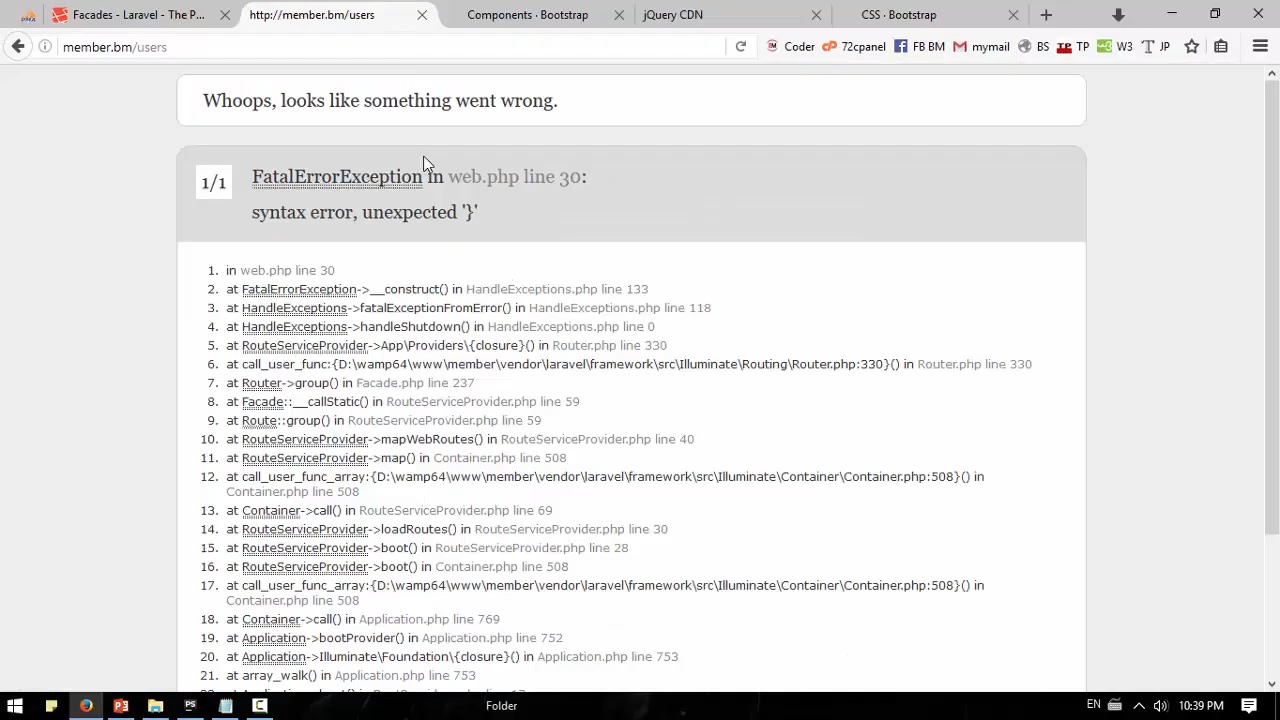 Facades - Laravel - The P...
http://member.bm/users
Components · Bootstrap
jQuery CDN
CSS · Bootstrap
member.bm/users
Coder
72cpanel
FB BM
mymail
BS
TP
W3
JP
Whoops, looks like something went wrong.
1/1
FatalErrorException in web.php line 30:
syntax error, unexpected '}'
1. in web.php line 30
2. at FatalErrorException->__construct() in HandleExceptions.php line 133
3. at HandleExceptions->fatalExceptionFromError() in HandleExceptions.php line 118
4. at HandleExceptions->handleShutdown() in HandleExceptions.php line 0
5. at RouteServiceProvider->App\Providers\{closure}() in Router.php line 330
6. at call_user_func:{D:\wamp64\www\member\vendor\laravel\framework\src\Illuminate\Routing\Router.php:330}() in Router.php line 330
7. at Router->group() in Facade.php line 237
8. at Facade::__callStatic() in RouteServiceProvider.php line 59
9. at Route::group() in RouteServiceProvider.php line 59
10. at RouteServiceProvider->mapWebRoutes() in RouteServiceProvider.php line 40
11. at RouteServiceProvider->map() in Container.php line 508
12. at call_user_func_array:{D:\wamp64\www\member\vendor\laravel\framework\src\Illuminate\Container\Container.php:508}() in
Container.php line 508
13. at Container->call() in RouteServiceProvider.php line 69
14. at RouteServiceProvider->loadRoutes() in RouteServiceProvider.php line 30
15. at RouteServiceProvider->boot() in RouteServiceProvider.php line 28
16. at RouteServiceProvider->boot() in Container.php line 508
17. at call_user_func_array:{D:\wamp64\www\member\vendor\laravel\framework\src\Illuminate\Container\Container.php:508}() in
Container.php line 508
18. at Container->call() in Application.php line 769
19. at Application->bootProvider() in Application.php line 752
20. at Application->Illuminate\Foundation\{closure}() in Application.php line 753
21. at array_walk() in Application.php line 753
Folder
EN
10:39 PM